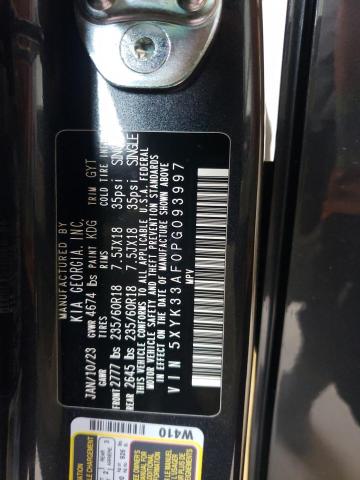 MANUFACTURED BY
KIA GEORGIA, INC.
JAN/10/23 GVWR 4674 lbs PAINT KDG TRIM GYT
GAWR TIRES RIMS COLD TIRE
FRONT 2777 lbs 235/60R18 7.5JX18 35psi SINGLE
REAR 2645 lbs 235/60R18 7.5JX18 35psi SINGLE
THIS VEHICLE CONFORMS TO ALL APPLICABLE U.S.A. FEDERAL
MOTOR VEHICLE SAFETY AND THEFT PREVENTION STANDARDS
IN EFFECT ON THE DATE OF MANUFACTURE SHOWN ABOVE.
VIN 5XYK33AF0PG093997
MPV
W410